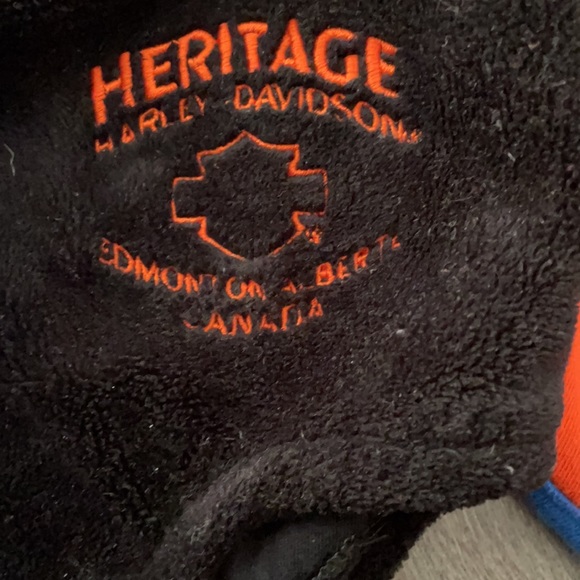 HERITAGE
HARLEY-DAVIDSON®
EDMONTON, ALBERTA
CANADA